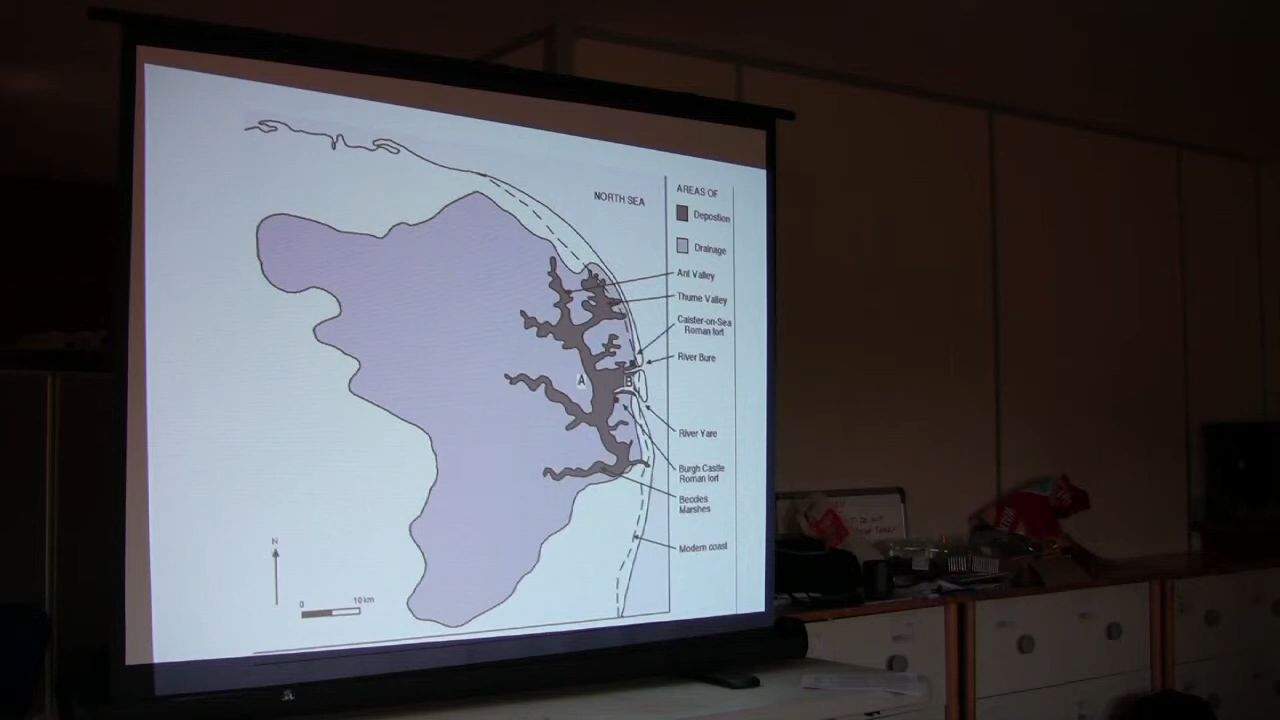 NORTH SEA
AREAS OF
Depostion
Drainage
Ant Valley
Thurne Valley
Caister-on-Sea
Roman fort
River Bure
A
B
River Yare
Burgh Castle
Roman fort
Beccles
Marshes
Modern coast
N
0 10 km